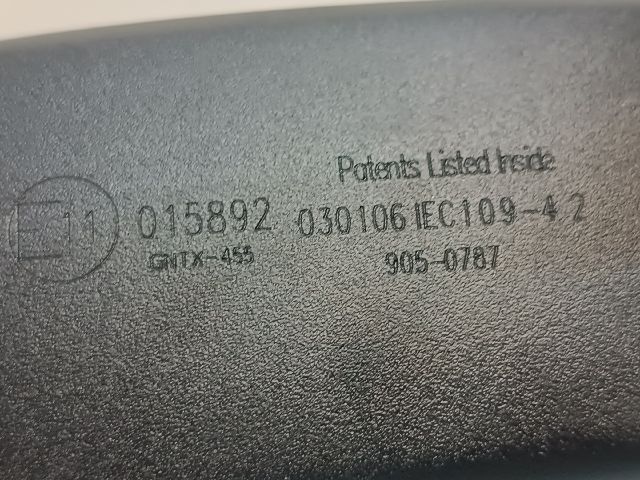 Patents Listed Inside
E11 015892 030106 IEC109-4 2
GNTX-455 905-0787